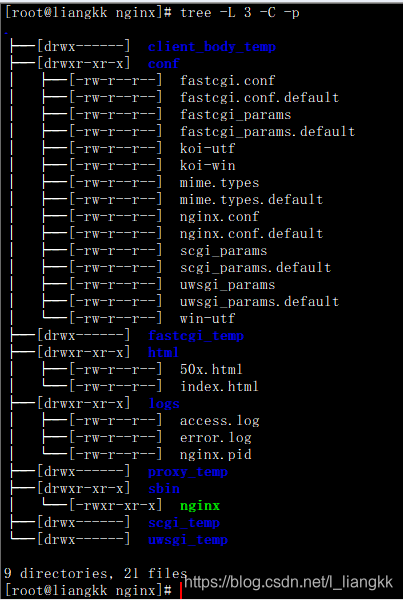 [root@liangkk nginx]# tree -L 3 -C -p
.
├──[drwx------]  client_body_temp
├──[drwxr-xr-x]  conf
│   ├──[-rw-r--r--]  fastcgi.conf
│   ├──[-rw-r--r--]  fastcgi.conf.default
│   ├──[-rw-r--r--]  fastcgi_params
│   ├──[-rw-r--r--]  fastcgi_params.default
│   ├──[-rw-r--r--]  koi-utf
│   ├──[-rw-r--r--]  koi-win
│   ├──[-rw-r--r--]  mime.types
│   ├──[-rw-r--r--]  mime.types.default
│   ├──[-rw-r--r--]  nginx.conf
│   ├──[-rw-r--r--]  nginx.conf.default
│   ├──[-rw-r--r--]  scgi_params
│   ├──[-rw-r--r--]  scgi_params.default
│   ├──[-rw-r--r--]  uwsgi_params
│   ├──[-rw-r--r--]  uwsgi_params.default
│   └──[-rw-r--r--]  win-utf
├──[drwx------]  fastcgi_temp
├──[drwxr-xr-x]  html
│   ├──[-rw-r--r--]  50x.html
│   └──[-rw-r--r--]  index.html
├──[drwxr-xr-x]  logs
│   ├──[-rw-r--r--]  access.log
│   ├──[-rw-r--r--]  error.log
│   └──[-rw-r--r--]  nginx.pid
├──[drwx------]  proxy_temp
├──[drwxr-xr-x]  sbin
│   └──[-rwxr-xr-x]  nginx
├──[drwx------]  scgi_temp
└──[drwx------]  uwsgi_temp
9 directories, 21 files
[root@liangkk nginx]#
https://blog.csdn.net/l_liangkk